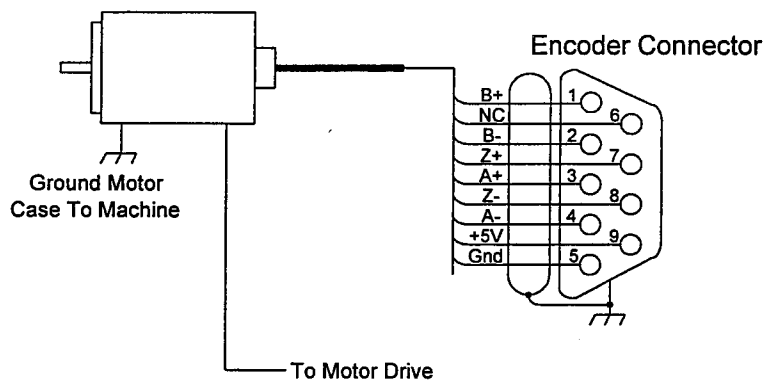 Encoder Connector
B+ 1
NC 6
B- 2
Z+ 7
A+ 3
Z- 8
A- 4
+5V 9
Gnd 5
Ground Motor
Case To Machine
To Motor Drive